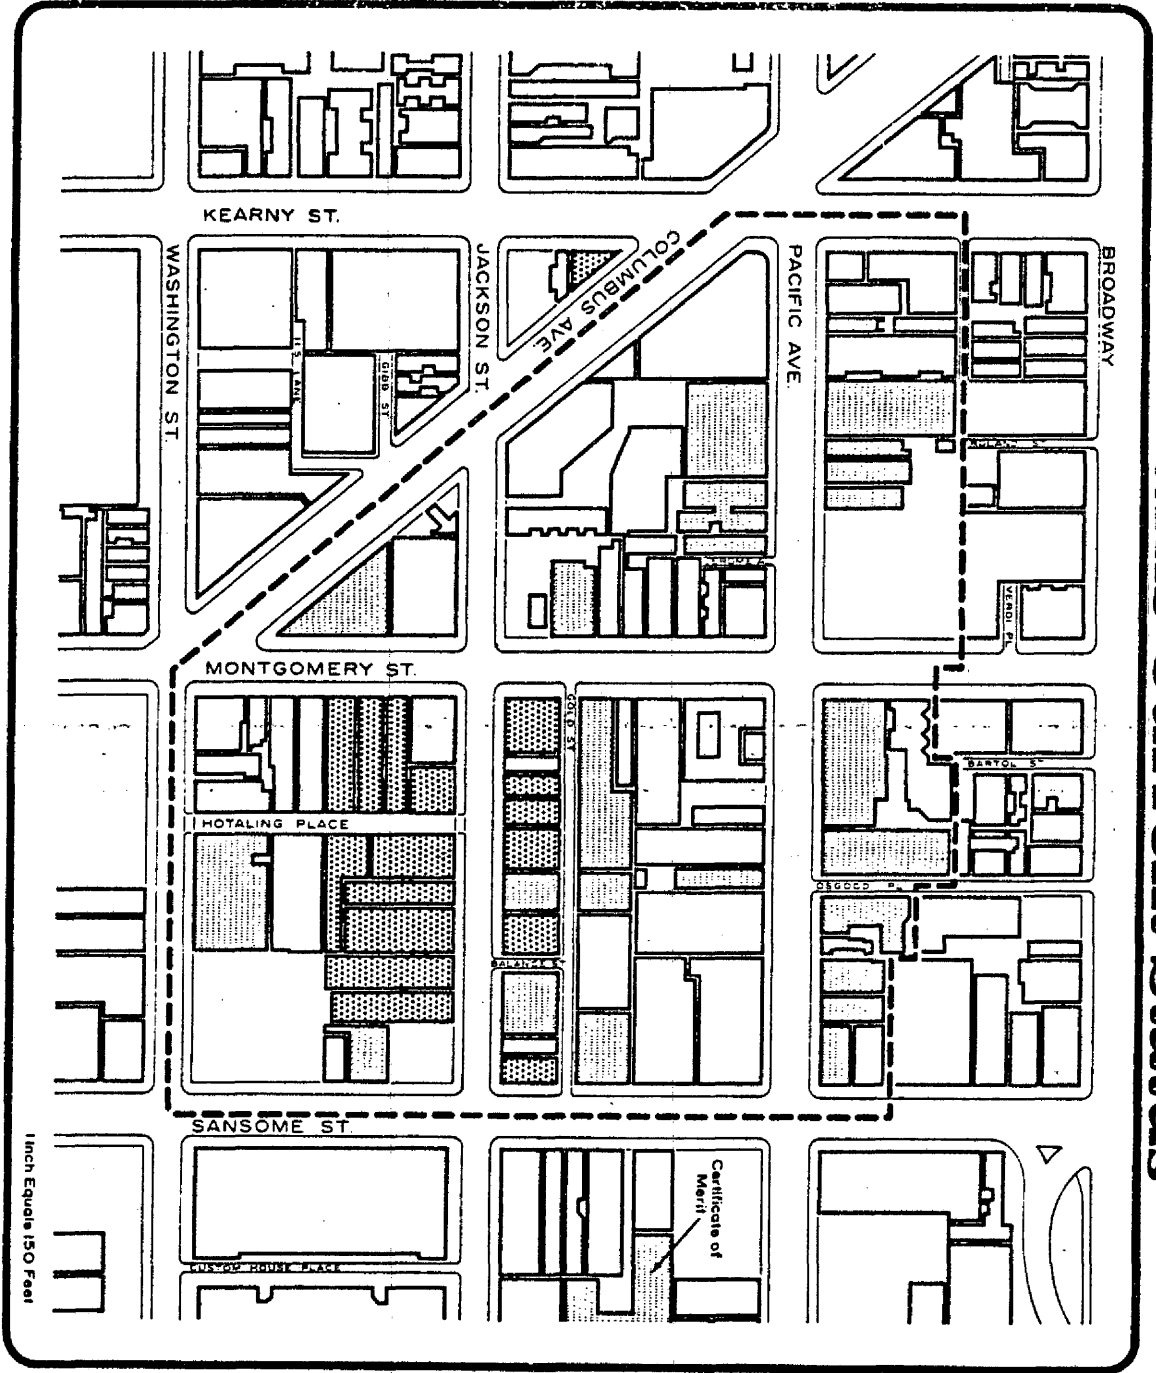 KEARNY ST.
COLUMBUS AVE.
WASHINGTON ST.
JACKSON ST.
PACIFIC AVE.
BROADWAY
GIBB ST
LANE
VERDI PL.
MONTGOMERY ST.
GOLD ST.
BARTOL ST
HOTALING PLACE
OSGOOD PL.
BALANCE ST
SANSOME ST.
Certificate of
Merit
CUSTOM HOUSE PLACE
1 Inch Equals 150 Feet